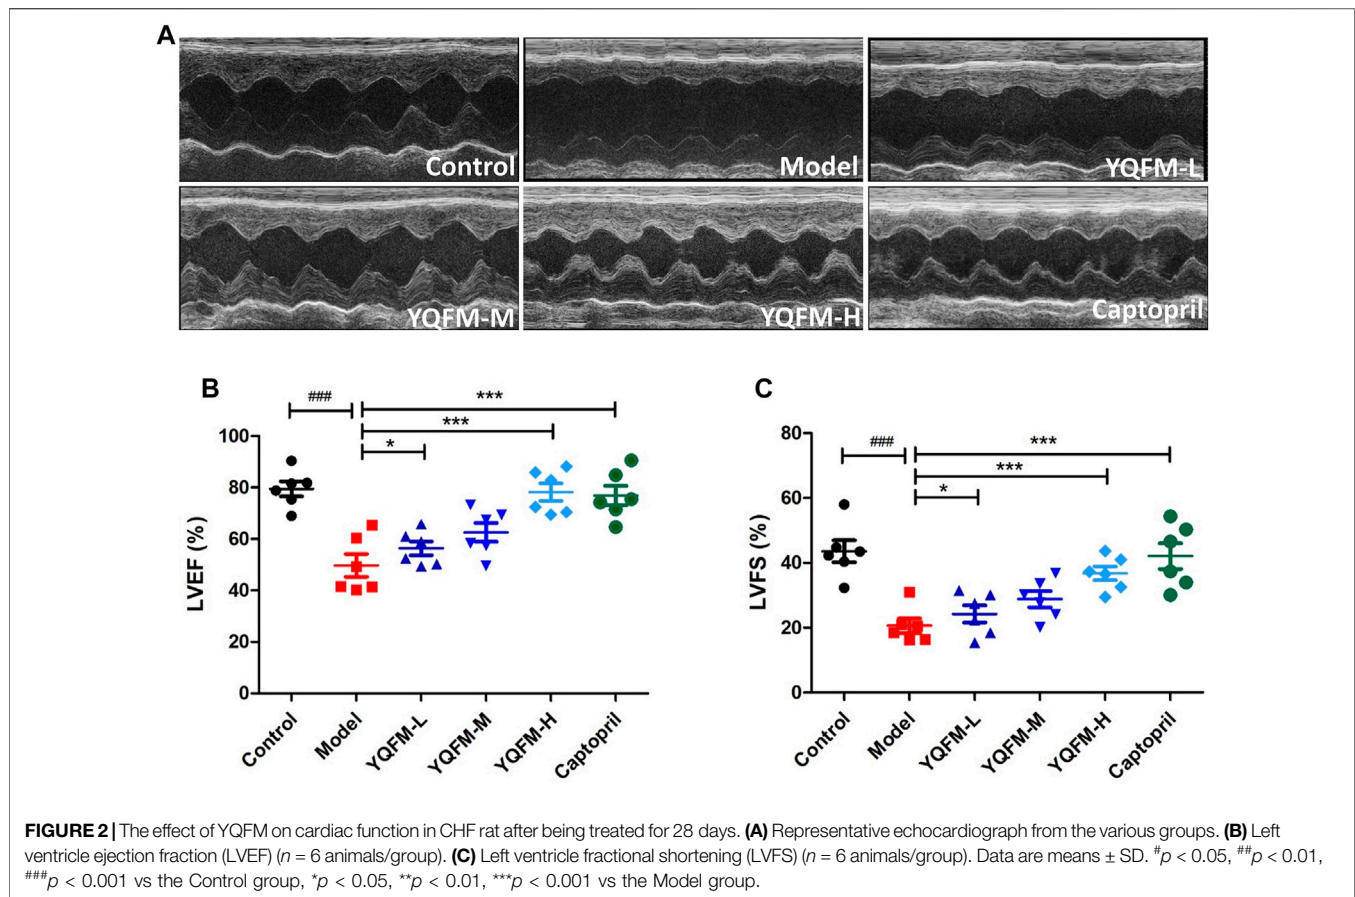 A
Control
Model
YQFM-L
YQFM-M
YQFM-H
Captopril
B
###
***
***
*
100
80
60
40
20
0
LVEF (%)
Control
Model
YQFM-L
YQFM-M
YQFM-H
Captopril
C
###
***
***
*
80
60
40
20
0
LVFS (%)
Control
Model
YQFM-L
YQFM-M
YQFM-H
Captopril
FIGURE 2 | The effect of YQFM on cardiac function in CHF rat after being treated for 28 days. (A) Representative echocardiograph from the various groups. (B) Left
ventricle ejection fraction (LVEF) (n = 6 animals/group). (C) Left ventricle fractional shortening (LVFS) (n = 6 animals/group). Data are means ± SD. #p < 0.05, ##p < 0.01,
###p < 0.001 vs the Control group, *p < 0.05, **p < 0.01, ***p < 0.001 vs the Model group.